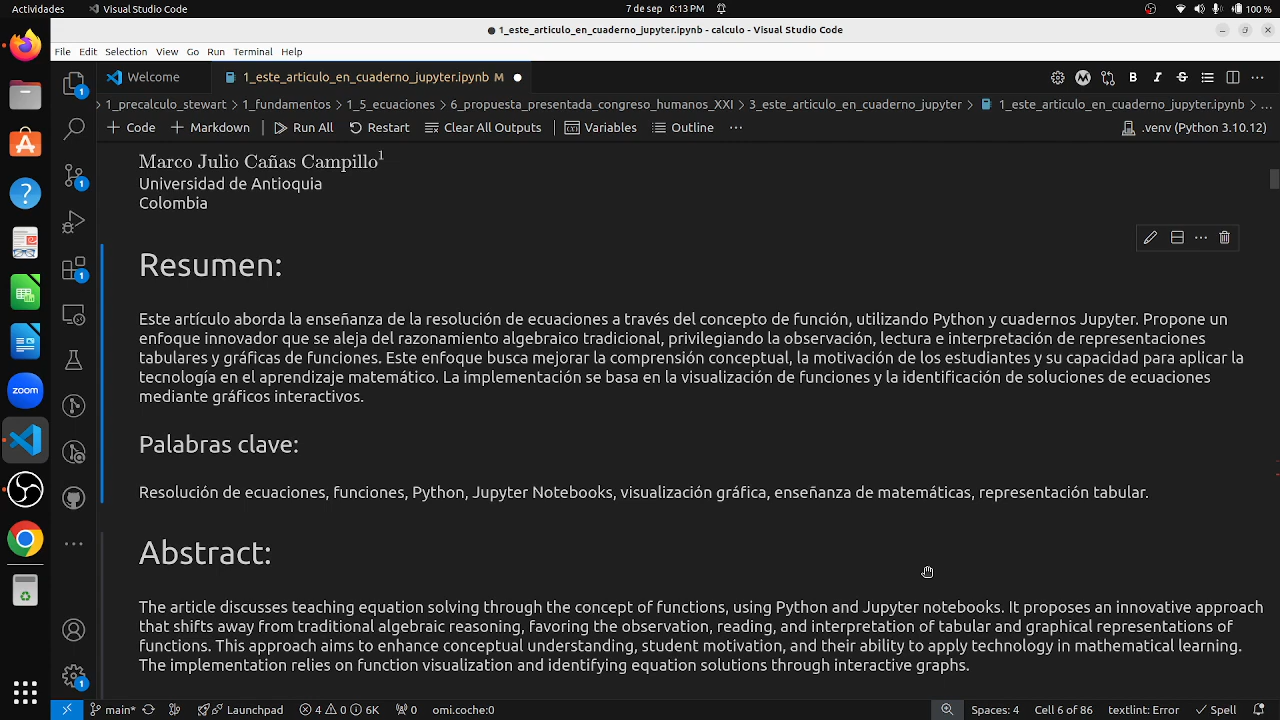 Actividades
Visual Studio Code
7 de sep 6:13 PM
100 %
1_este_articulo_en_cuaderno_jupyter.ipynb - calculo - Visual Studio Code
File Edit Selection View Go Run Terminal Help
Welcome
1_este_articulo_en_cuaderno_jupyter.ipynb M
1_precalculo_stewart > 1_fundamentos > 1_5_ecuaciones > 6_propuesta_presentada_congreso_humanos_XXI > 3_este_articulo_en_cuaderno_jupyter > 1_este_articulo_en_cuaderno_jupyter.ipynb > ...
+ Code + Markdown Run All Restart Clear All Outputs Variables Outline ... .venv (Python 3.10.12)
Marco Julio Cañas Campillo¹
Universidad de Antioquia
Colombia
Resumen:
Este artículo aborda la enseñanza de la resolución de ecuaciones a través del concepto de función, utilizando Python y cuadernos Jupyter. Propone un
enfoque innovador que se aleja del razonamiento algebraico tradicional, privilegiando la observación, lectura e interpretación de representaciones
tabulares y gráficas de funciones. Este enfoque busca mejorar la comprensión conceptual, la motivación de los estudiantes y su capacidad para aplicar la
tecnología en el aprendizaje matemático. La implementación se basa en la visualización de funciones y la identificación de soluciones de ecuaciones
mediante gráficos interactivos.
Palabras clave:
Resolución de ecuaciones, funciones, Python, Jupyter Notebooks, visualización gráfica, enseñanza de matemáticas, representación tabular.
Abstract:
The article discusses teaching equation solving through the concept of functions, using Python and Jupyter notebooks. It proposes an innovative approach
that shifts away from traditional algebraic reasoning, favoring the observation, reading, and interpretation of tabular and graphical representations of
functions. This approach aims to enhance conceptual understanding, student motivation, and their ability to apply technology in mathematical learning.
The implementation relies on function visualization and identifying equation solutions through interactive graphs.
zoom
1
1
1
1
main* Launchpad 4 0 6K 0 omi.coche:0 Spaces: 4 Cell 6 of 86 textlint: Error Spell